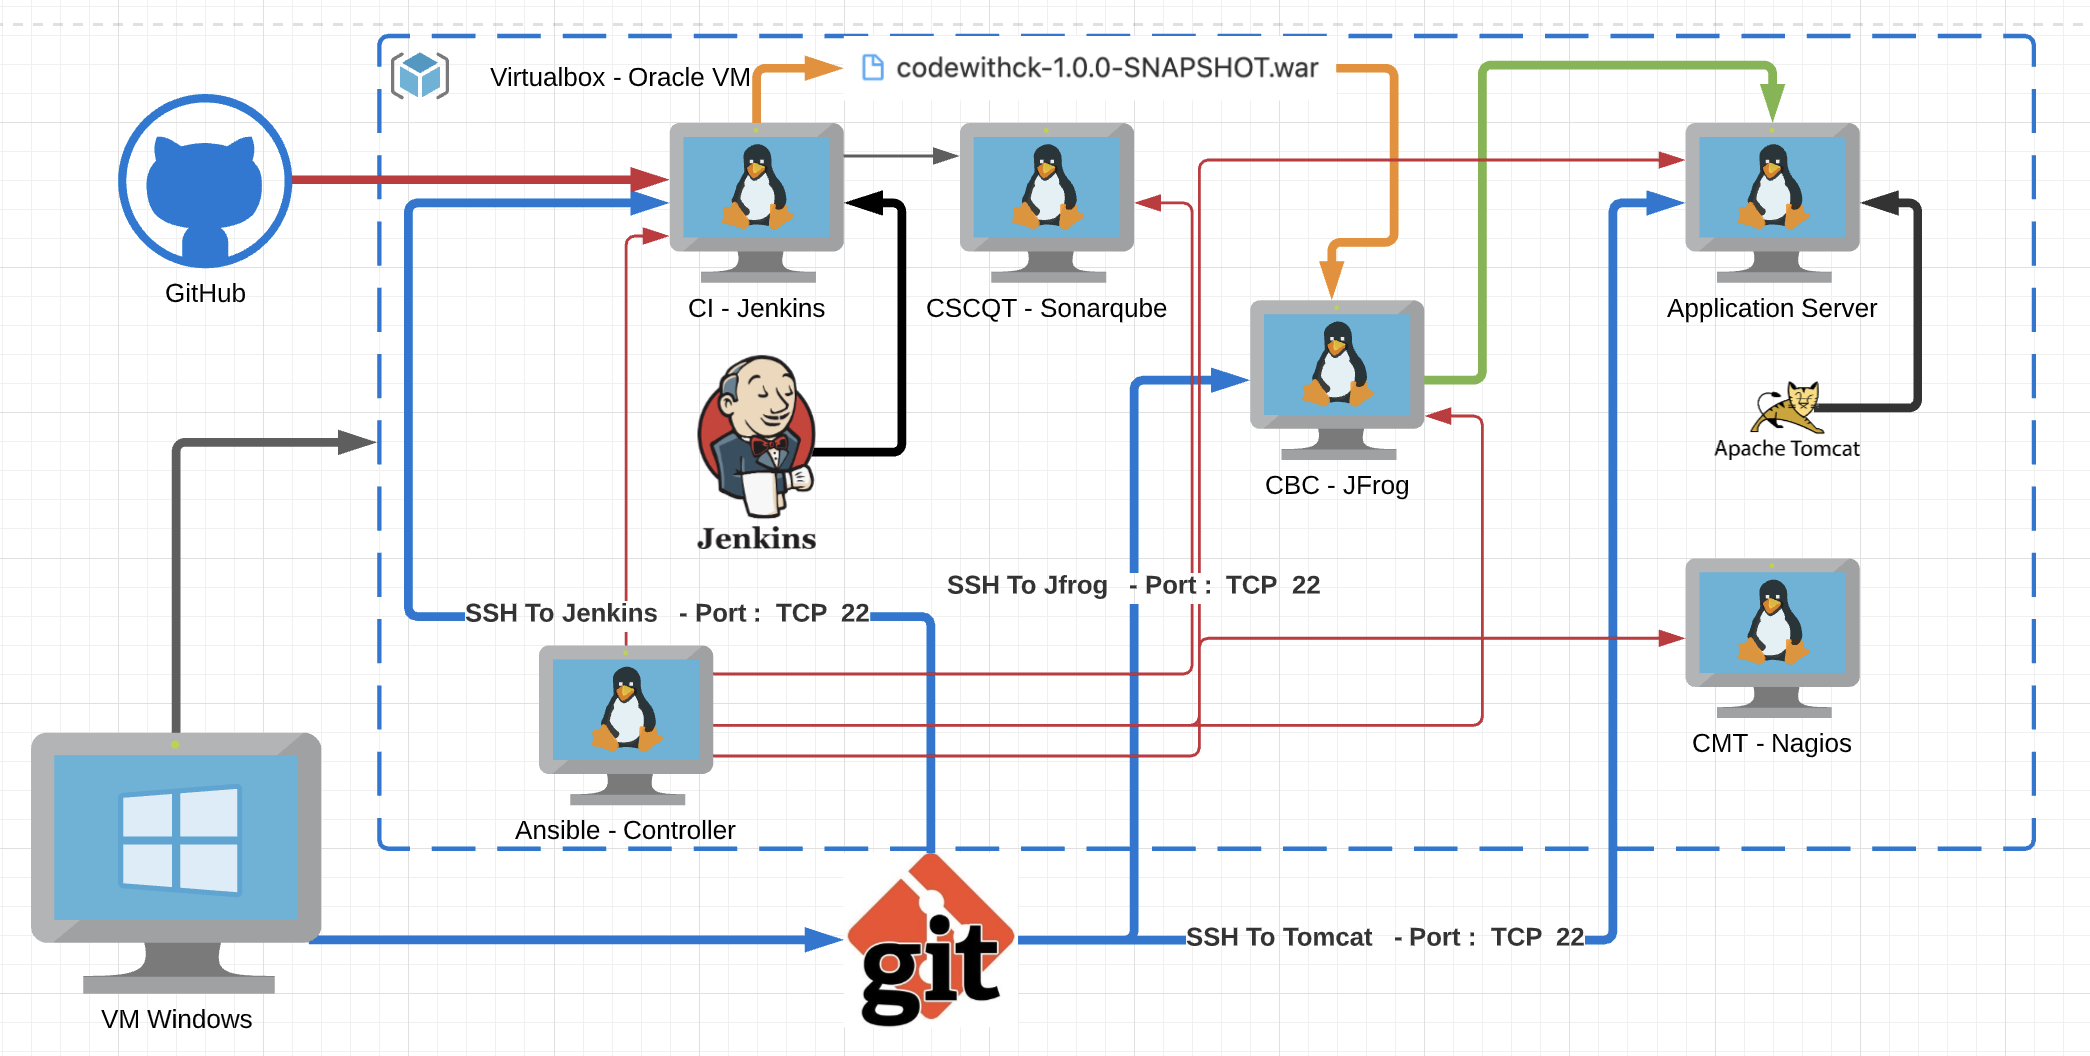 Virtualbox - Oracle VM
codewithck-1.0.0-SNAPSHOT.war
GitHub
CI - Jenkins
CSCQT - Sonarqube
Application Server
CBC - JFrog
Apache Tomcat
Jenkins
SSH To Jfrog - Port : TCP 22
SSH To Jenkins - Port : TCP 22
CMT - Nagios
Ansible - Controller
git
SSH To Tomcat - Port : TCP 22
VM Windows